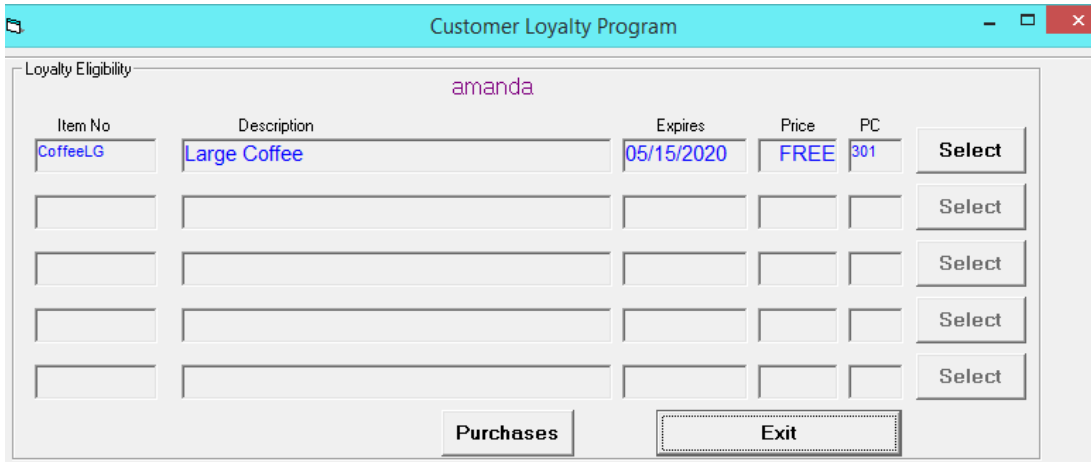 Customer Loyalty Program
Loyalty Eligibility
amanda
Item No Description Expires Price PC
CoffeeLG Large Coffee 05/15/2020 FREE 301 Select
Select
Select
Select
Select
Purchases Exit